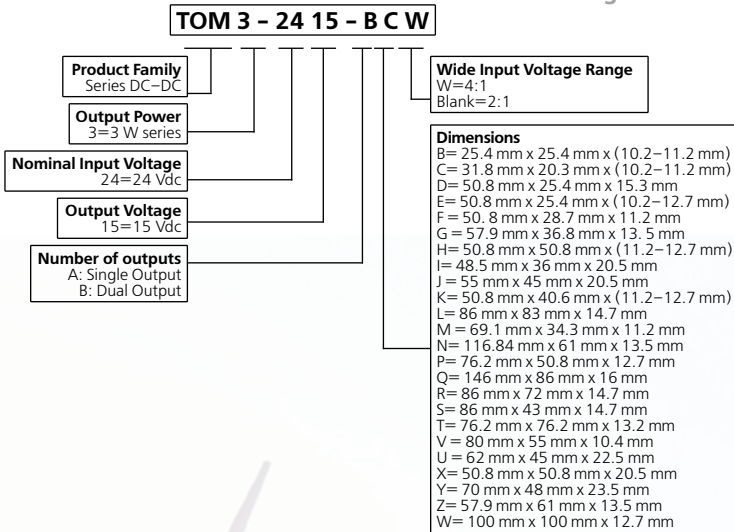 TOM 3 – 24 15 – B C W
Product Family
Series DC–DC
Output Power
3=3 W series
Nominal Input Voltage
24=24 Vdc
Output Voltage
15=15 Vdc
Number of outputs
A: Single Output
B: Dual Output
Wide Input Voltage Range
W=4:1
Blank=2:1
Dimensions
B= 25.4 mm x 25.4 mm x (10.2–11.2 mm)
C= 31.8 mm x 20.3 mm x (10.2–11.2 mm)
D= 50.8 mm x 25.4 mm x 15.3 mm
E= 50.8 mm x 25.4 mm x (10.2–12.7 mm)
F = 50. 8 mm x 28.7 mm x 11.2 mm
G = 57.9 mm x 36.8 mm x 13. 5 mm
H= 50.8 mm x 50.8 mm x (11.2–12.7 mm)
I= 48.5 mm x 36 mm x 20.5 mm
J = 55 mm x 45 mm x 20.5 mm
K= 50.8 mm x 40.6 mm x (11.2–12.7 mm)
L= 86 mm x 83 mm x 14.7 mm
M = 69.1 mm x 34.3 mm x 11.2 mm
N= 116.84 mm x 61 mm x 13.5 mm
P= 76.2 mm x 50.8 mm x 12.7 mm
Q= 146 mm x 86 mm x 16 mm
R= 86 mm x 72 mm x 14.7 mm
S= 86 mm x 43 mm x 14.7 mm
T= 76.2 mm x 76.2 mm x 13.2 mm
V = 80 mm x 55 mm x 10.4 mm
U = 62 mm x 45 mm x 22.5 mm
X= 50.8 mm x 50.8 mm x 20.5 mm
Y= 70 mm x 48 mm x 23.5 mm
Z= 57.9 mm x 61 mm x 13.5 mm
W= 100 mm x 100 mm x 12.7 mm